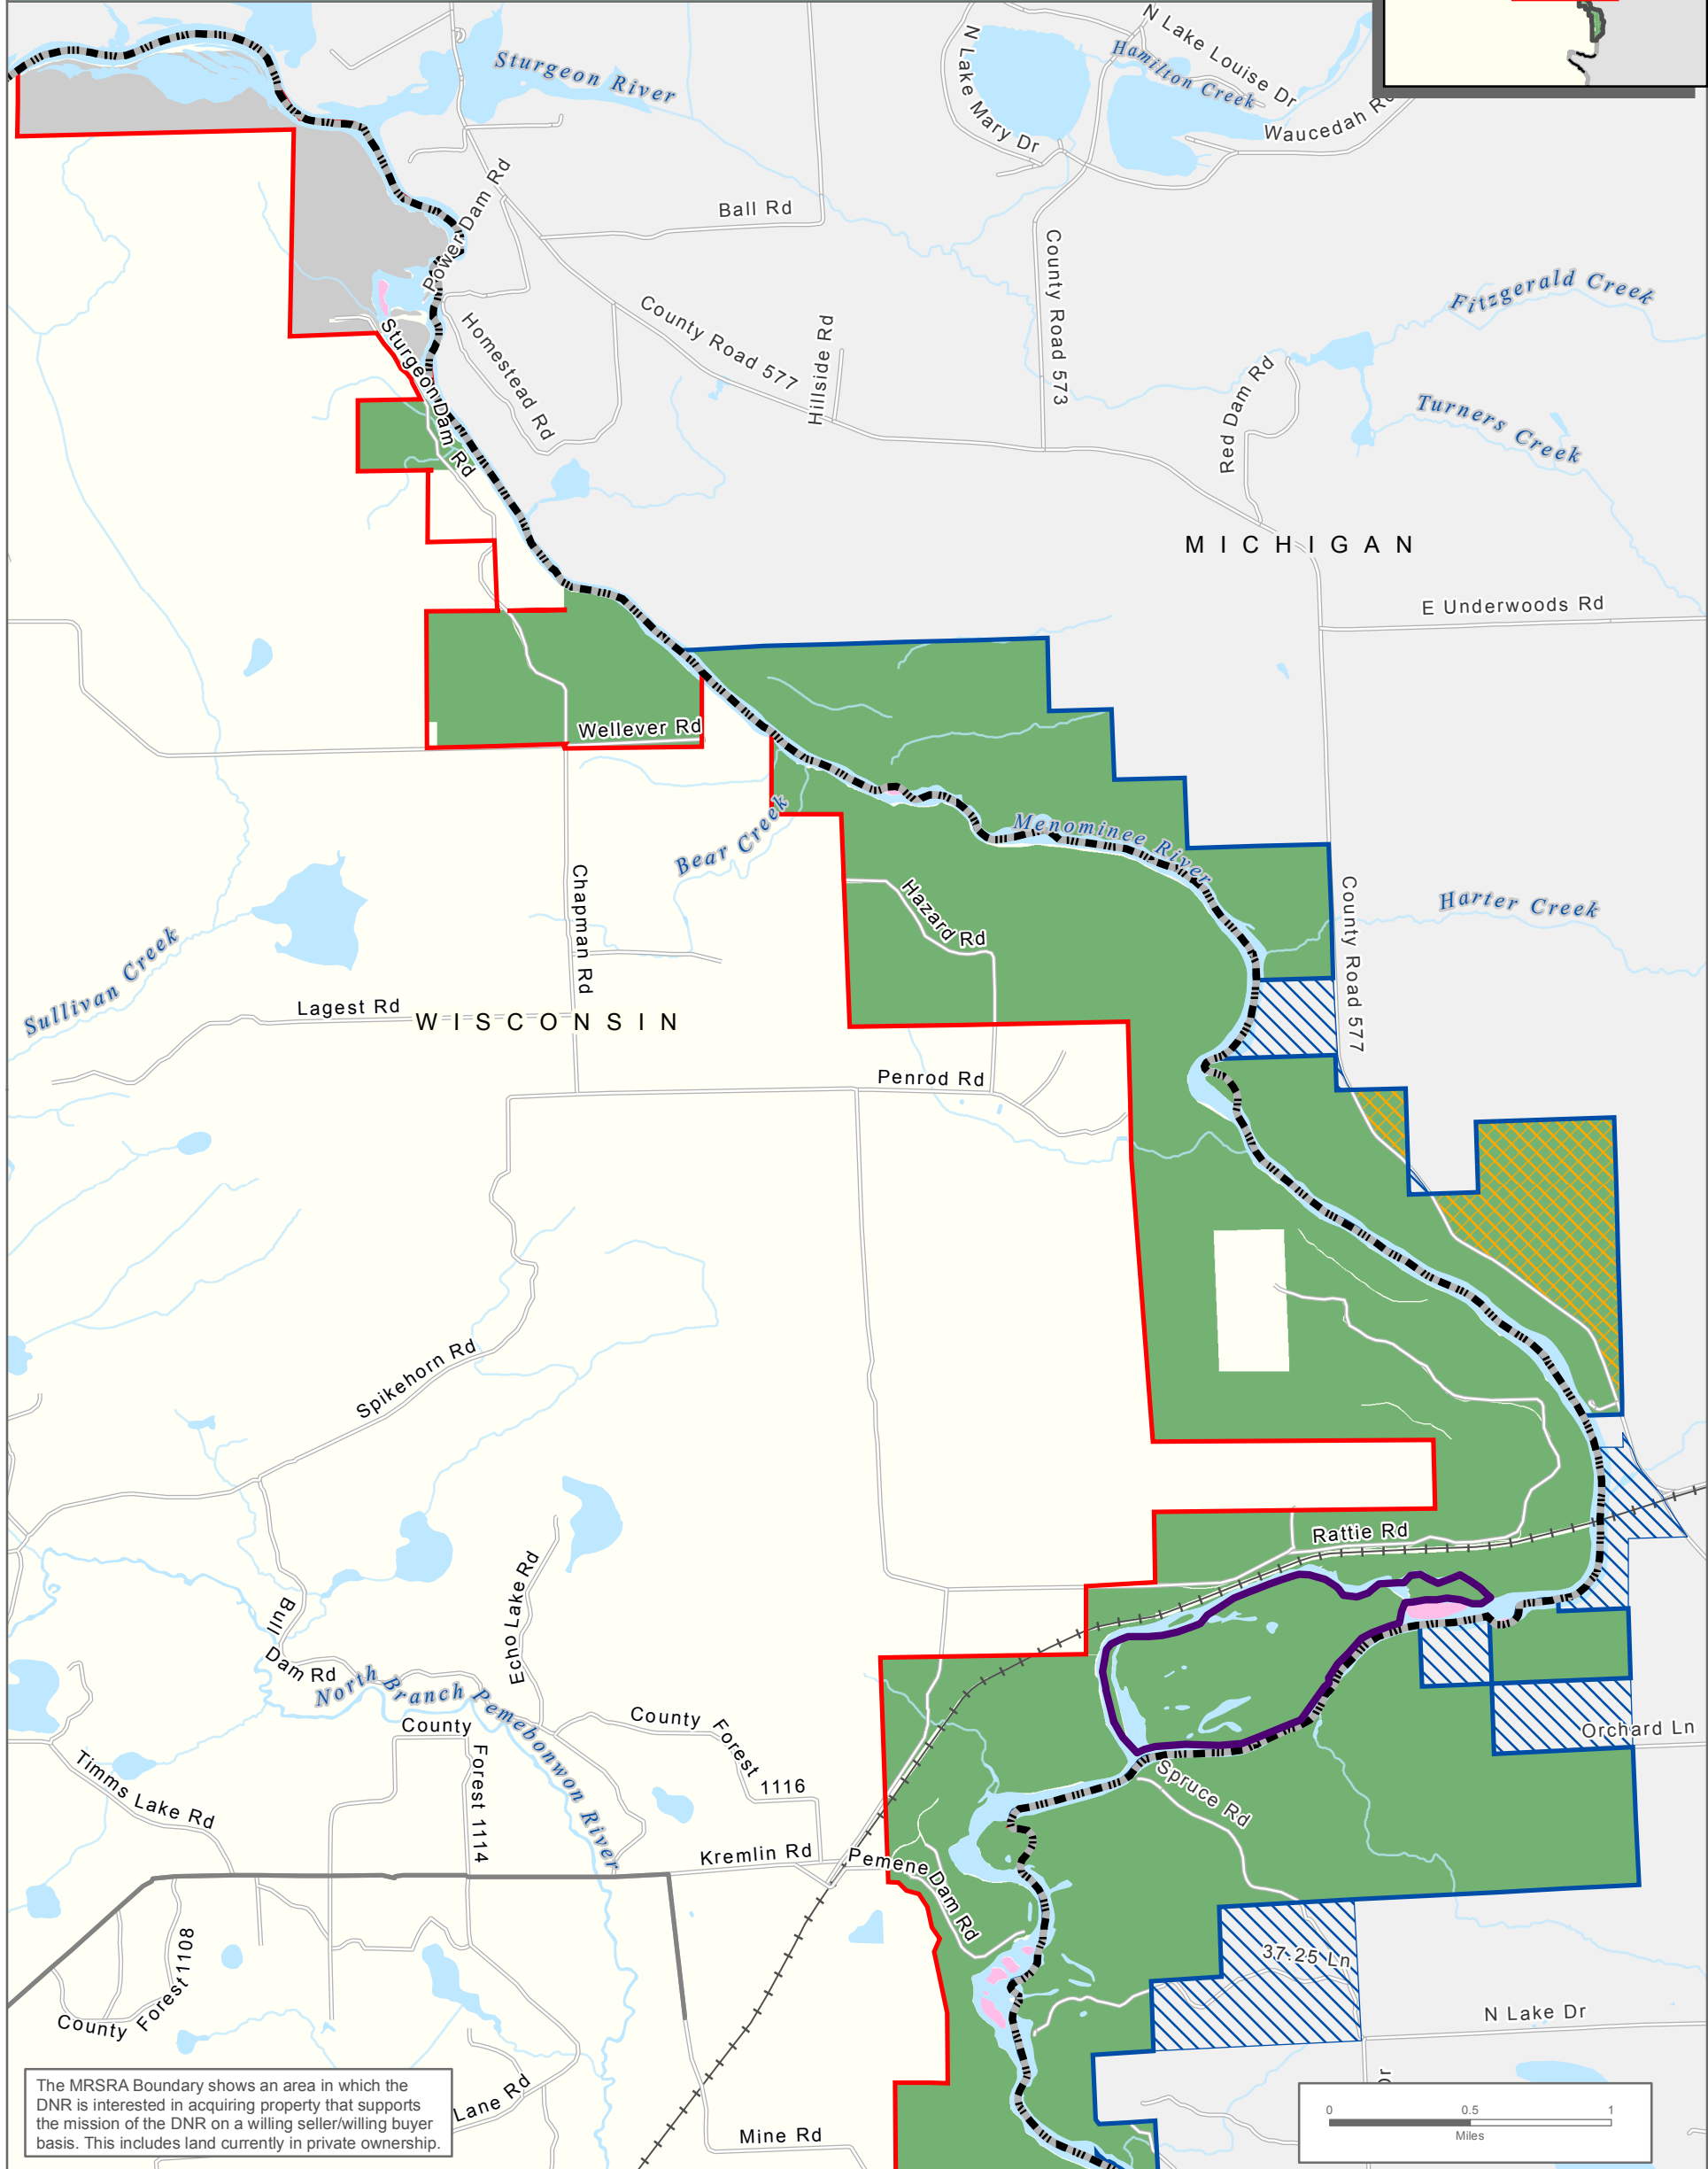 N Lake Louise Dr
Hamilton Creek
N Lake Mary Dr
Waucedah Rd
Sturgeon River
Power Dam Rd
Ball Rd
County Road 573
Fitzgerald Creek
Sturgeon Dam Rd
Homestead Rd
County Road 577
Hillside Rd
Red Dam Rd
Turners Creek
MICHIGAN
E Underwoods Rd
Wellever Rd
Menominee River
Bear Creek
Chapman Rd
Hazard Rd
County Road 577
Harter Creek
Sullivan Creek
Lagest Rd
WISCONSIN
Penrod Rd
Spikehorn Rd
Rattie Rd
Echo Lake Rd
Bull
Dam Rd
North Branch Pemebonwon River
County
Forest 1114
County
Forest
1116
Timms Lake Rd
Kremlin Rd
Pemene Dam Rd
Spruce Rd
Orchard Ln
County
Forest 1108
37.25 Ln
N Lake Dr
Dr
Lane Rd
Mine Rd
The MRSRA Boundary shows an area in which the
DNR is interested in acquiring property that supports
the mission of the DNR on a willing seller/willing buyer
basis. This includes land currently in private ownership.
0 0.5 1
Miles